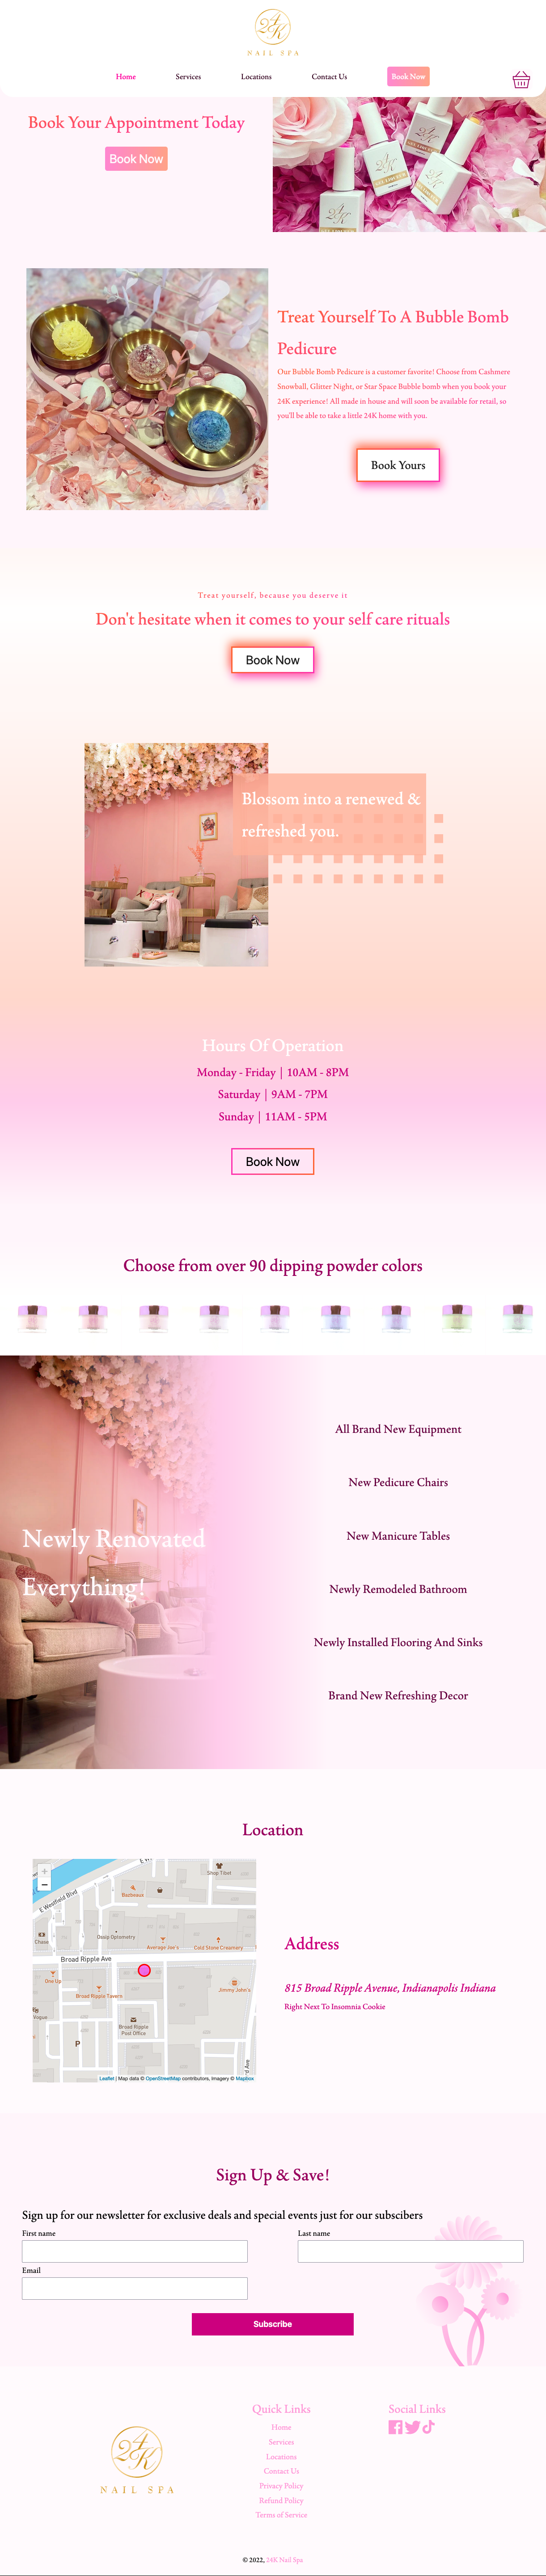 24K
NAIL SPA
Home
Services
Locations
Contact Us
Book Now
Book Your Appointment Today
Book Now
24K
24K
24K
Treat Yourself To A Bubble Bomb
Pedicure
Our Bubble Bomb Pedicure is a customer favorite! Choose from Cashmere
Snowball, Glitter Night, or Star Space Bubble bomb when you book your
24K experience! All made in house and will soon be available for retail, so
you'll be able to take a little 24K home with you.
Book Yours
Treat yourself, because you deserve it
Don't hesitate when it comes to your self care rituals
Book Now
Blossom into a renewed &
refreshed you.
Hours Of Operation
Monday - Friday | 10AM - 8PM
Saturday | 9AM - 7PM
Sunday | 11AM - 5PM
Book Now
Choose from over 90 dipping powder colors
Newly Renovated
Everything!
All Brand New Equipment
New Pedicure Chairs
New Manicure Tables
Newly Remodeled Bathroom
Newly Installed Flooring And Sinks
Brand New Refreshing Decor
Location
+
−
E Westfield Blvd
Shop Tibet
Bazbeaux
Chase
Ossip Optometry
Average Joe's
Cold Stone Creamery
Broad Ripple Ave
Dns Up
Broad Ripple Tavern
Jimmy John's
Vogue
Broad Ripple
Post Office
P
Leaflet | Map data © OpenStreetMap contributors, Imagery © Mapbox
Address
815 Broad Ripple Avenue, Indianapolis Indiana
Right Next To Insomnia Cookie
Sign Up & Save!
Sign up for our newsletter for exclusive deals and special events just for our subscibers
First name
Last name
Email
Subscribe
24K
NAIL SPA
Quick Links
Home
Services
Locations
Contact Us
Privacy Policy
Refund Policy
Terms of Service
Social Links
© 2022, 24K Nail Spa